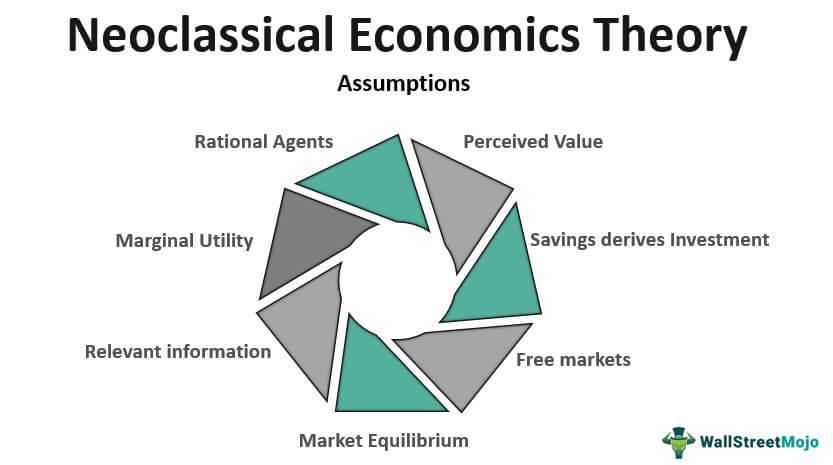 Neoclassical Economics Theory
Assumptions
Rational Agents
Perceived Value
Marginal Utility
Savings derives Investment
Relevant information
Free markets
Market Equilibrium
WallStreetMojo